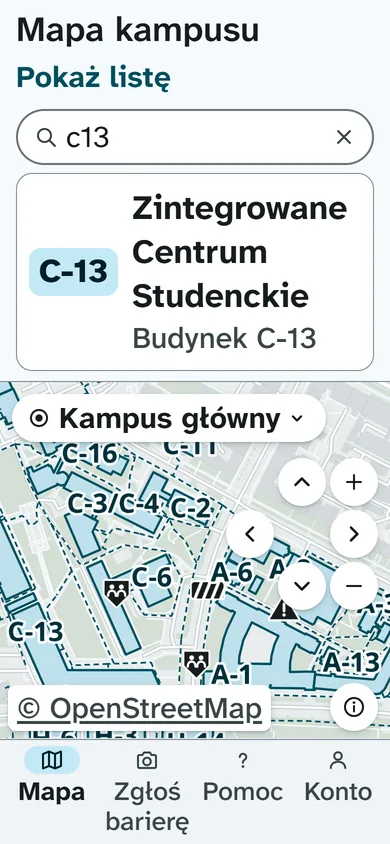 Mapa kampusu
Pokaż listę
c13
C-13
Zintegrowane
Centrum
Studenckie
Budynek C-13
Kampus główny
C-16
C-11
C-3/C-4
C-2
C-6
A-6
C-13
A-13
A-1
© OpenStreetMap
Mapa
Zgłoś
barierę
Pomoc
Konto